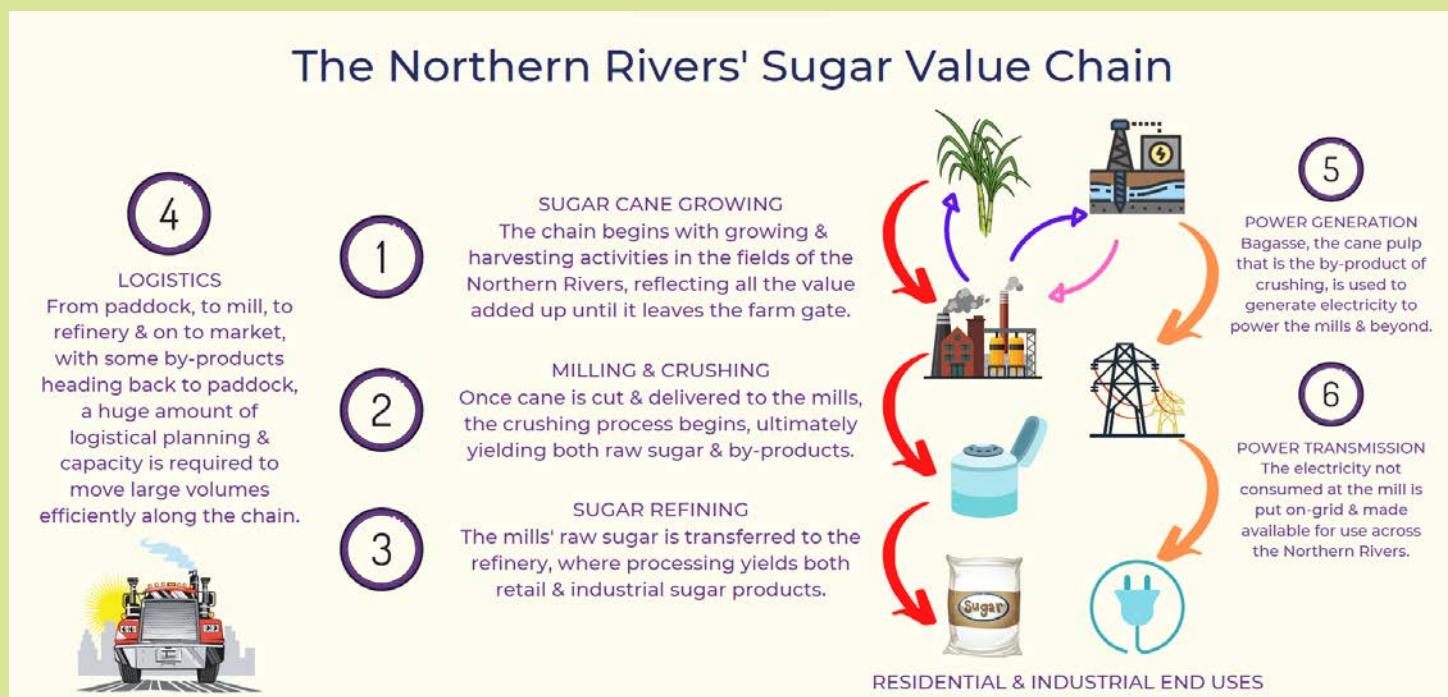 The Northern Rivers' Sugar Value Chain
4
LOGISTICS
From paddock, to mill, to
refinery & on to market,
with some by-products
heading back to paddock,
a huge amount of
logistical planning &
capacity is required to
move large volumes
efficiently along the chain.
1
SUGAR CANE GROWING
The chain begins with growing &
harvesting activities in the fields of the
Northern Rivers, reflecting all the value
added up until it leaves the farm gate.
2
MILLING & CRUSHING
Once cane is cut & delivered to the mills,
the crushing process begins, ultimately
yielding both raw sugar & by-products.
3
SUGAR REFINING
The mills' raw sugar is transferred to the
refinery, where processing yields both
retail & industrial sugar products.
Sugar
RESIDENTIAL & INDUSTRIAL END USES
5
POWER GENERATION
Bagasse, the cane pulp
that is the by-product of
crushing, is used to
generate electricity to
power the mills & beyond.
6
POWER TRANSMISSION
The electricity not
consumed at the mill is
put on-grid & made
available for use across
the Northern Rivers.